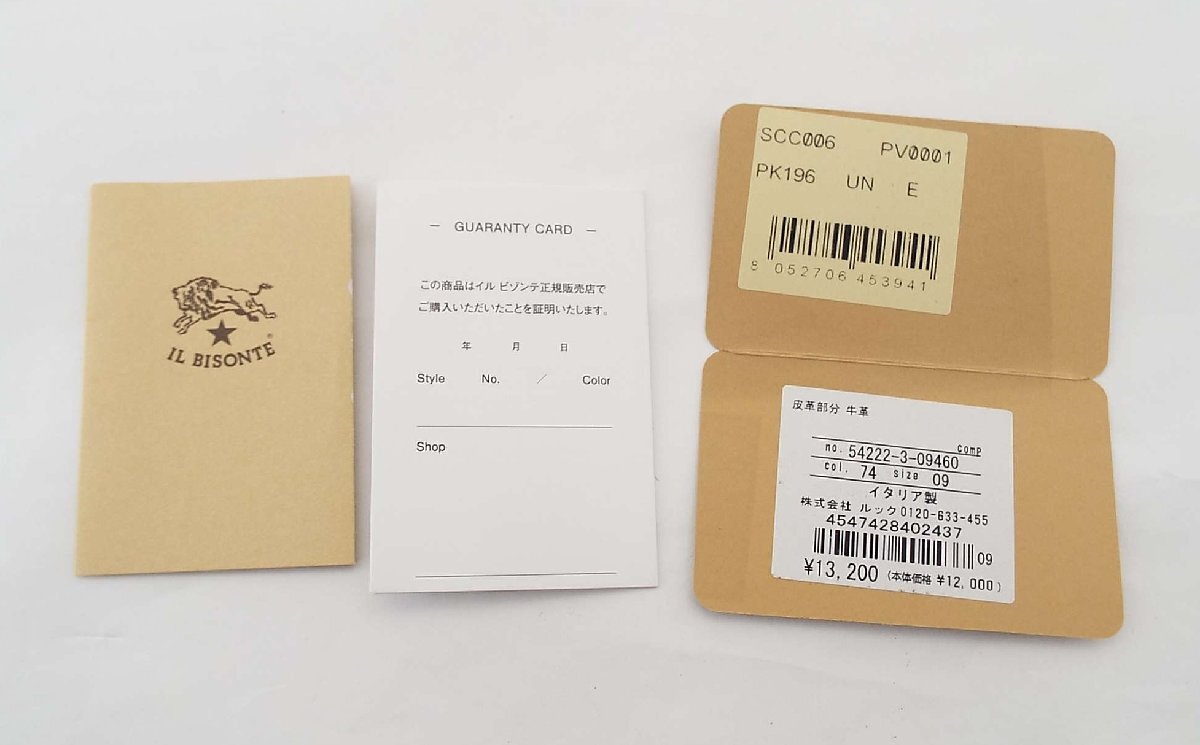 IL BISONTE®
— GUARANTY CARD —
この商品はイル ビゾンテ正規販売店で
ご購入いただいたことを証明いたします。
年 月 日
Style No. ／ Color
Shop
SCC006 PV0001
PK196 UN E
8 052706 453941
皮革部分 牛革
comp
no. 54222-3-09460
col. 74 size 09
イタリア製
株式会社 ルック0120-633-455
4547428402437
09
¥13,200 (本体価格 ¥12,000)